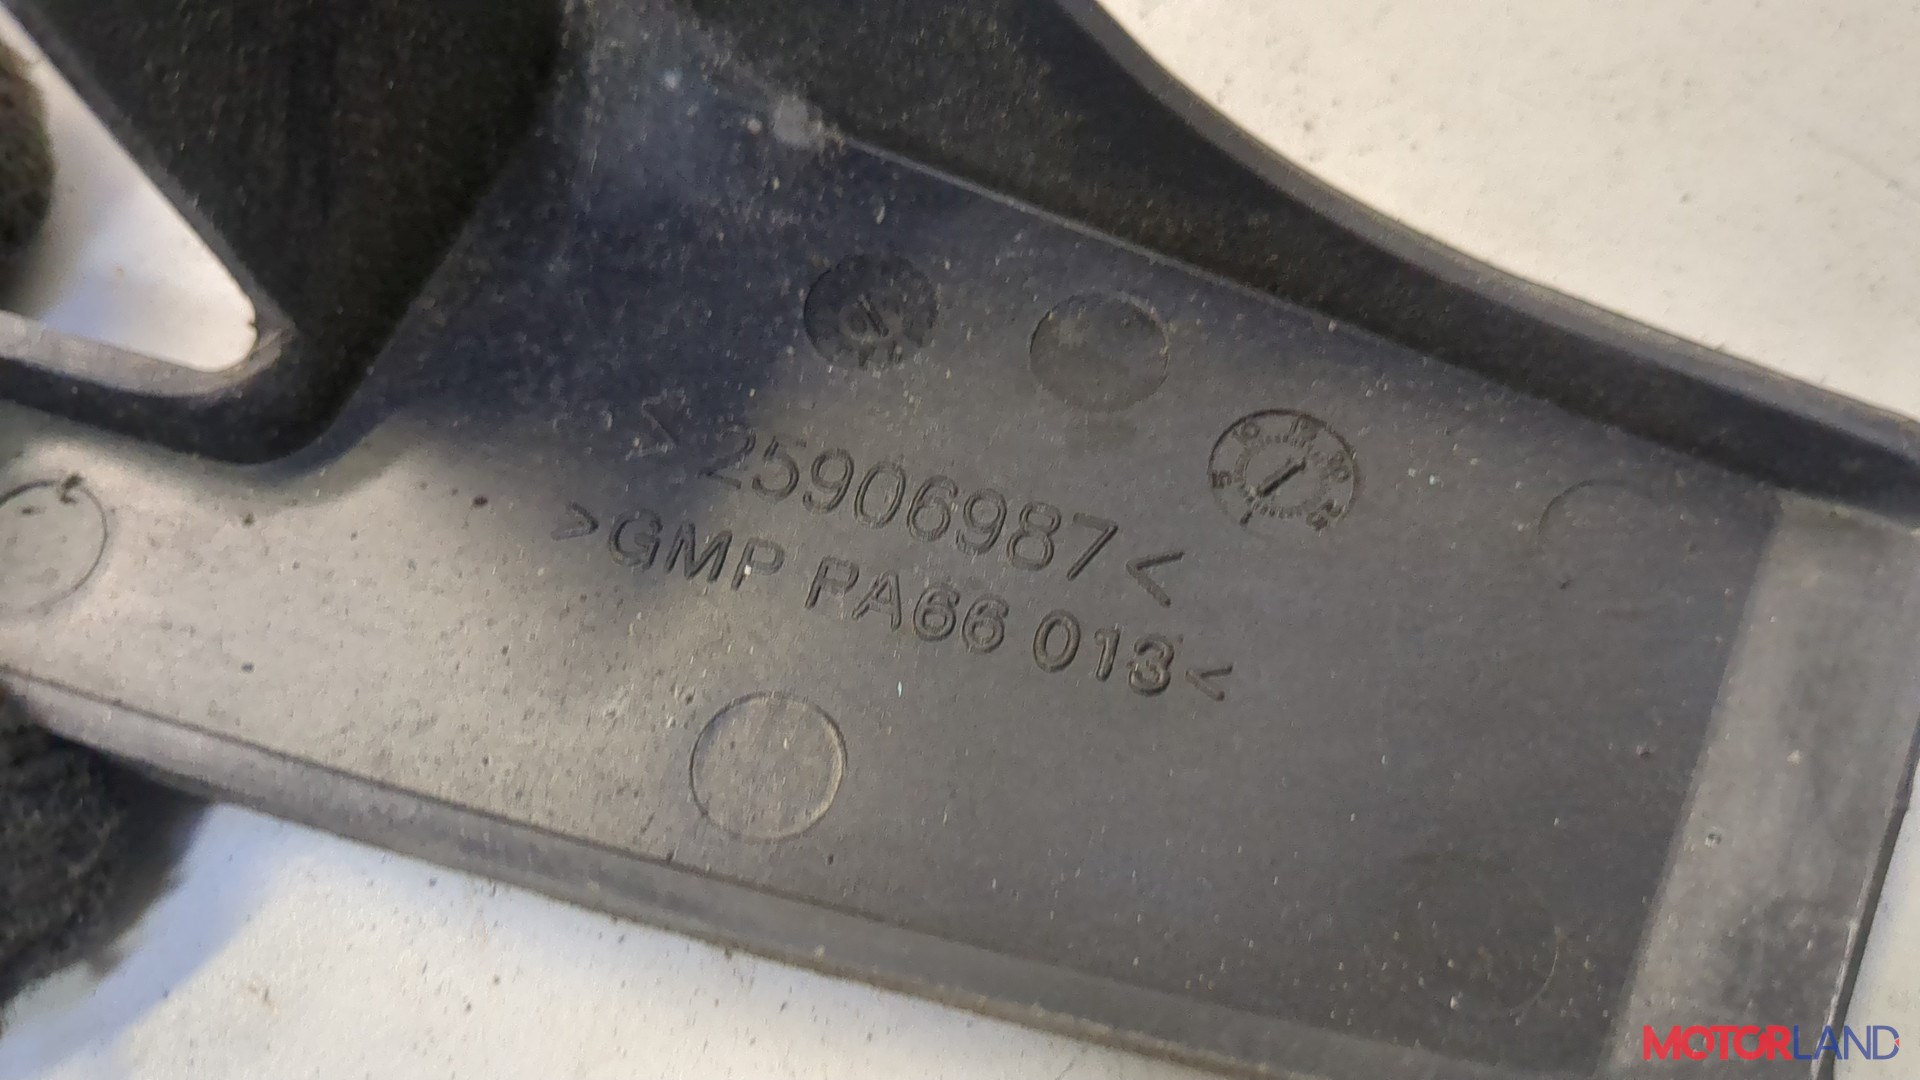 > 25906987 <
>GMP PA66 013<
MOTORLAND